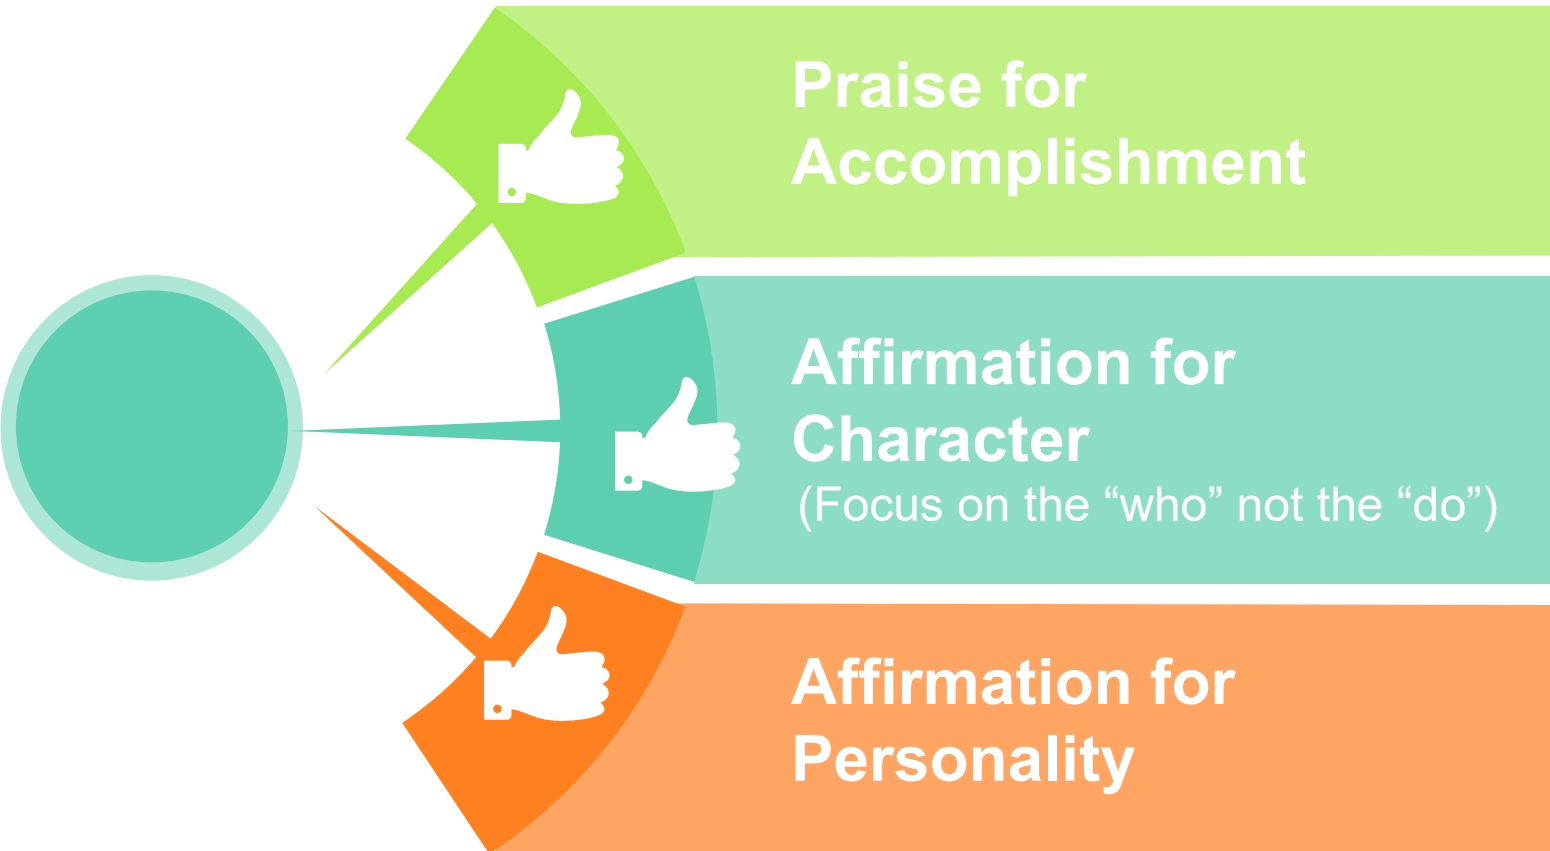 Praise for
Accomplishment
Affirmation for
Character
(Focus on the “who” not the “do”)
Affirmation for
Personality